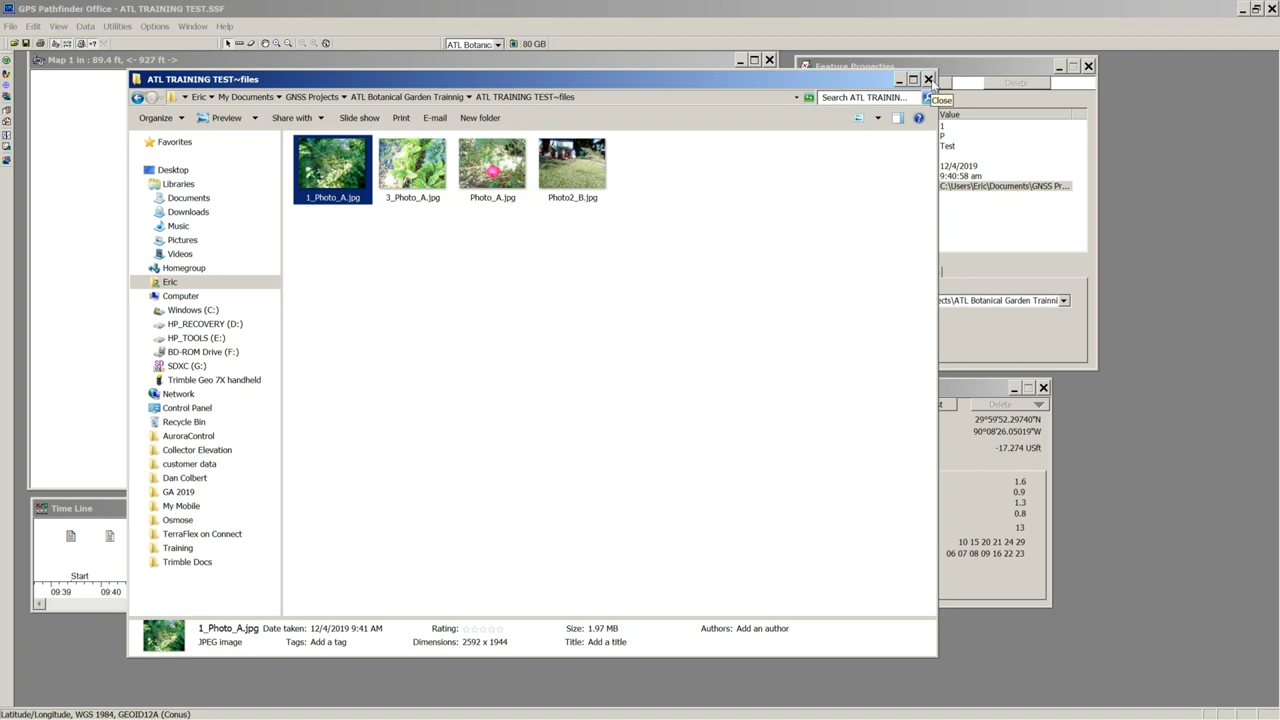 GPS Pathfinder Office - ATL TRAINING TEST.SSF
File Edit View Data Utilities Options Window Help
ATL Botanic 80 GB
Map 1 in : 89.4 ft, <- 927 ft ->
Feature Properties
ATL TRAINING TEST~files
Delete
Eric My Documents GNSS Projects ATL Botanical Garden Trainnig ATL TRAINING TEST~files
Search ATL TRAININ...
Close
Organize Preview Share with Slide show Print E-mail New folder
Value
1
P
Test
12/4/2019
9:40:58 am
C:\Users\Eric\Documents\GNSS Pr...
Favorites
Desktop
Libraries
Documents
Downloads
Music
Pictures
Videos
Homegroup
Eric
Computer
Windows (C:)
HP_RECOVERY (D:)
HP_TOOLS (E:)
BD-ROM Drive (F:)
SDXC (G:)
Trimble Geo 7X handheld
Network
Control Panel
Recycle Bin
AuroraControl
Collector Elevation
customer data
Dan Colbert
GA 2019
My Mobile
Osmose
TerraFlex on Connect
Training
Trimble Docs
1_Photo_A.jpg 3_Photo_A.jpg Photo_A.jpg Photo2_B.jpg
ects\ATL Botanical Garden Trainni
st Delete
29°59'52.29740"N
90°08'26.05019"W
-17.274 USft
1.6
0.9
1.3
0.8
13
10 15 20 21 24 29
06 07 08 09 16 22 23
Time Line
Start
09:39 09:40
1_Photo_A.jpg Date taken: 12/4/2019 9:41 AM Rating: Size: 1.97 MB Authors: Add an author
JPEG image Tags: Add a tag Dimensions: 2592 x 1944 Title: Add a title
Latitude/Longitude, WGS 1984, GEOID12A (Conus)